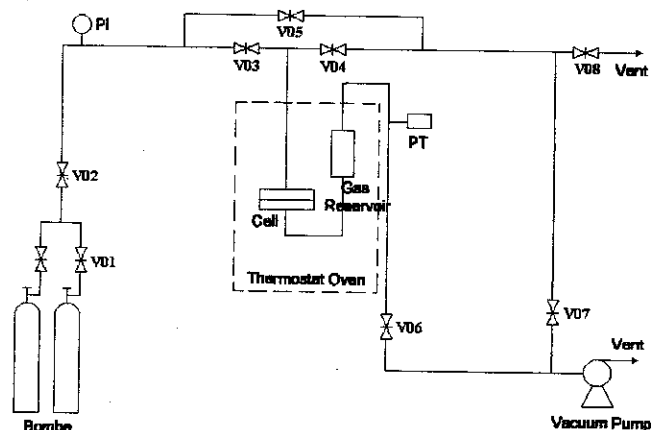 PI
V05
V03
V04
V08
Vent
PT
V02
Gas
Reservoir
Cell
V01
Thermostat Oven
V06
V07
Vent
Bombe
Vacuum Pump